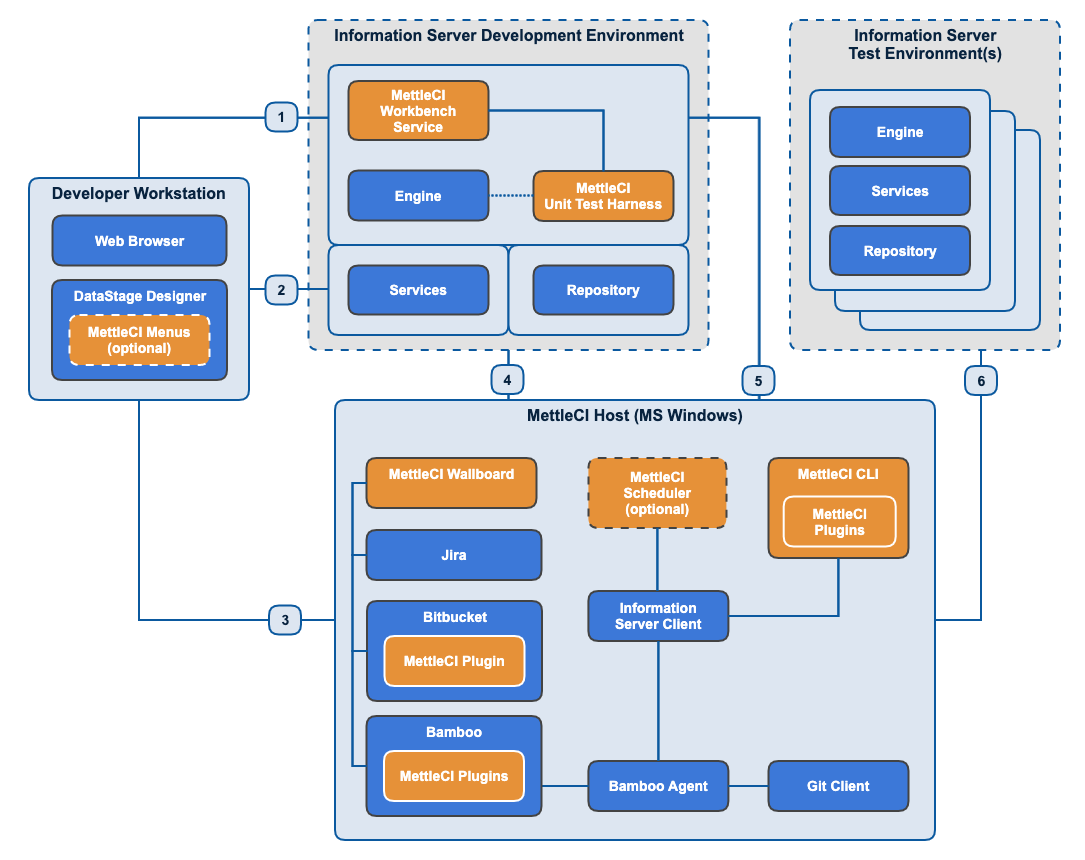 Information Server Development Environment
MettleCI
Workbench
Service
Engine
MettleCI
Unit Test Harness
Services
Repository
Information Server
Test Environment(s)
Engine
Services
Repository
1
2
Developer Workstation
Web Browser
DataStage Designer
MettleCI Menus
(optional)
3
4
5
6
MettleCI Host (MS Windows)
MettleCI Wallboard
Jira
Bitbucket
MettleCI Plugin
Bamboo
MettleCI Plugins
MettleCI
Scheduler
(optional)
MettleCI CLI
MettleCI
Plugins
Information
Server Client
Bamboo Agent
Git Client